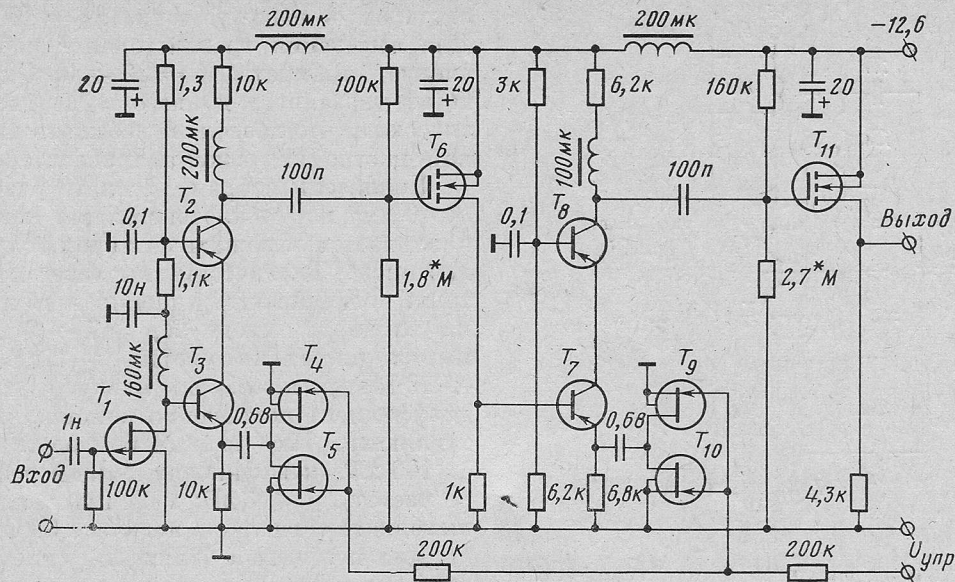 200мк 200мк
−12,6
20 + 1,3 10к 100к 20 + 3к 6,2к 160к 20 +
200мк 100мк
T6 T11
T2 100п T8 100п
0,1 0,1
Выход
1,1к 1,8*М 2,7*М
10н
160мк
T3 T4 T7 T9
T1 0,68 T5 0,68 T10
1н
Вход
100к 10к 1к 6,2к 6,8к 4,3к
Uупр
200к 200к